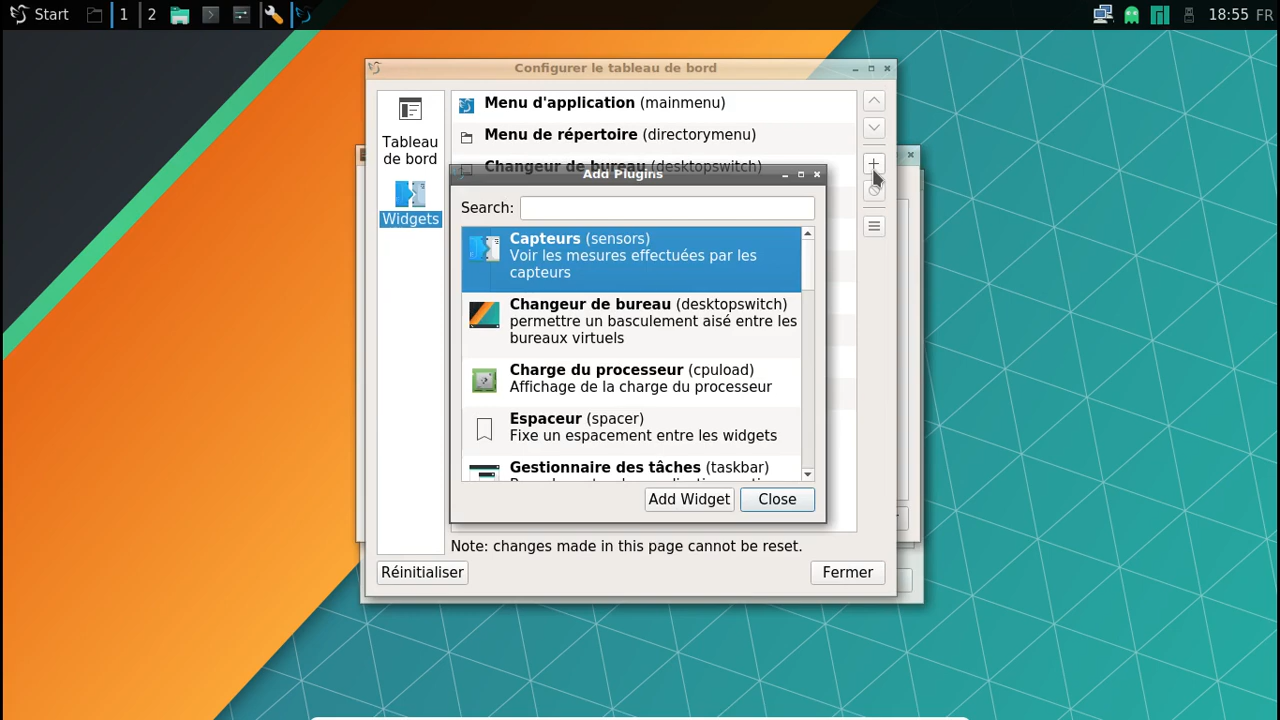 Start 1 2 18:55 FR
Configurer le tableau de bord
Tableau
de bord
Widgets
Menu d'application (mainmenu)
Menu de répertoire (directorymenu)
Changeur de bureau (desktopswitch)
Add Plugins
Search:
Capteurs (sensors)
Voir les mesures effectuées par les
capteurs
Changeur de bureau (desktopswitch)
permettre un basculement aisé entre les
bureaux virtuels
Charge du processeur (cpuload)
Affichage de la charge du processeur
Espaceur (spacer)
Fixe un espacement entre les widgets
Gestionnaire des tâches (taskbar)
Add Widget Close
Note: changes made in this page cannot be reset.
Réinitialiser Fermer